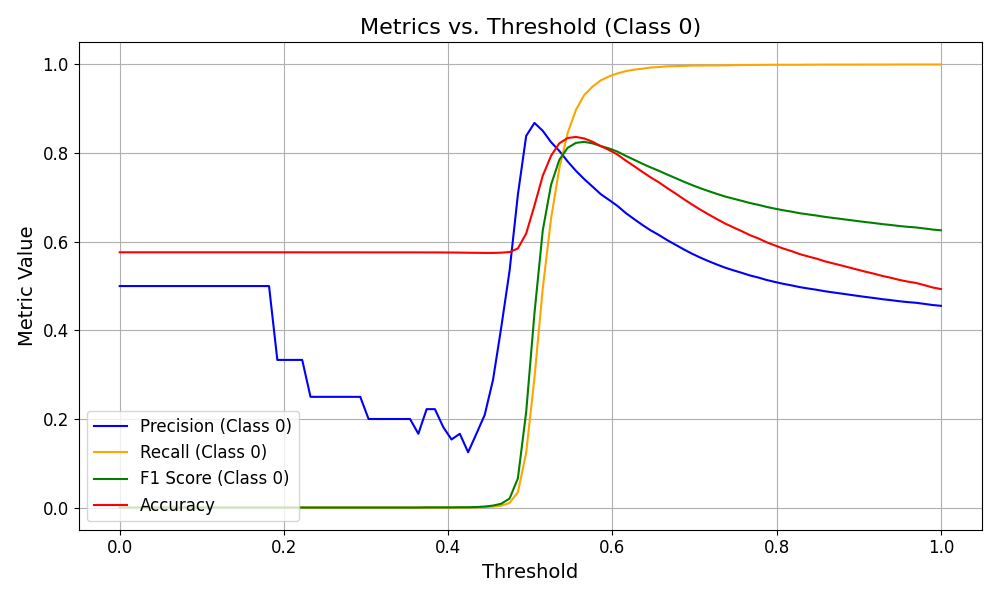 Metrics vs. Threshold (Class 0)
Metric Value
1.0
0.8
0.6
0.4
0.2
0.0
Precision (Class 0)
Recall (Class 0)
F1 Score (Class 0)
Accuracy
0.0 0.2 0.4 0.6 0.8 1.0
Threshold